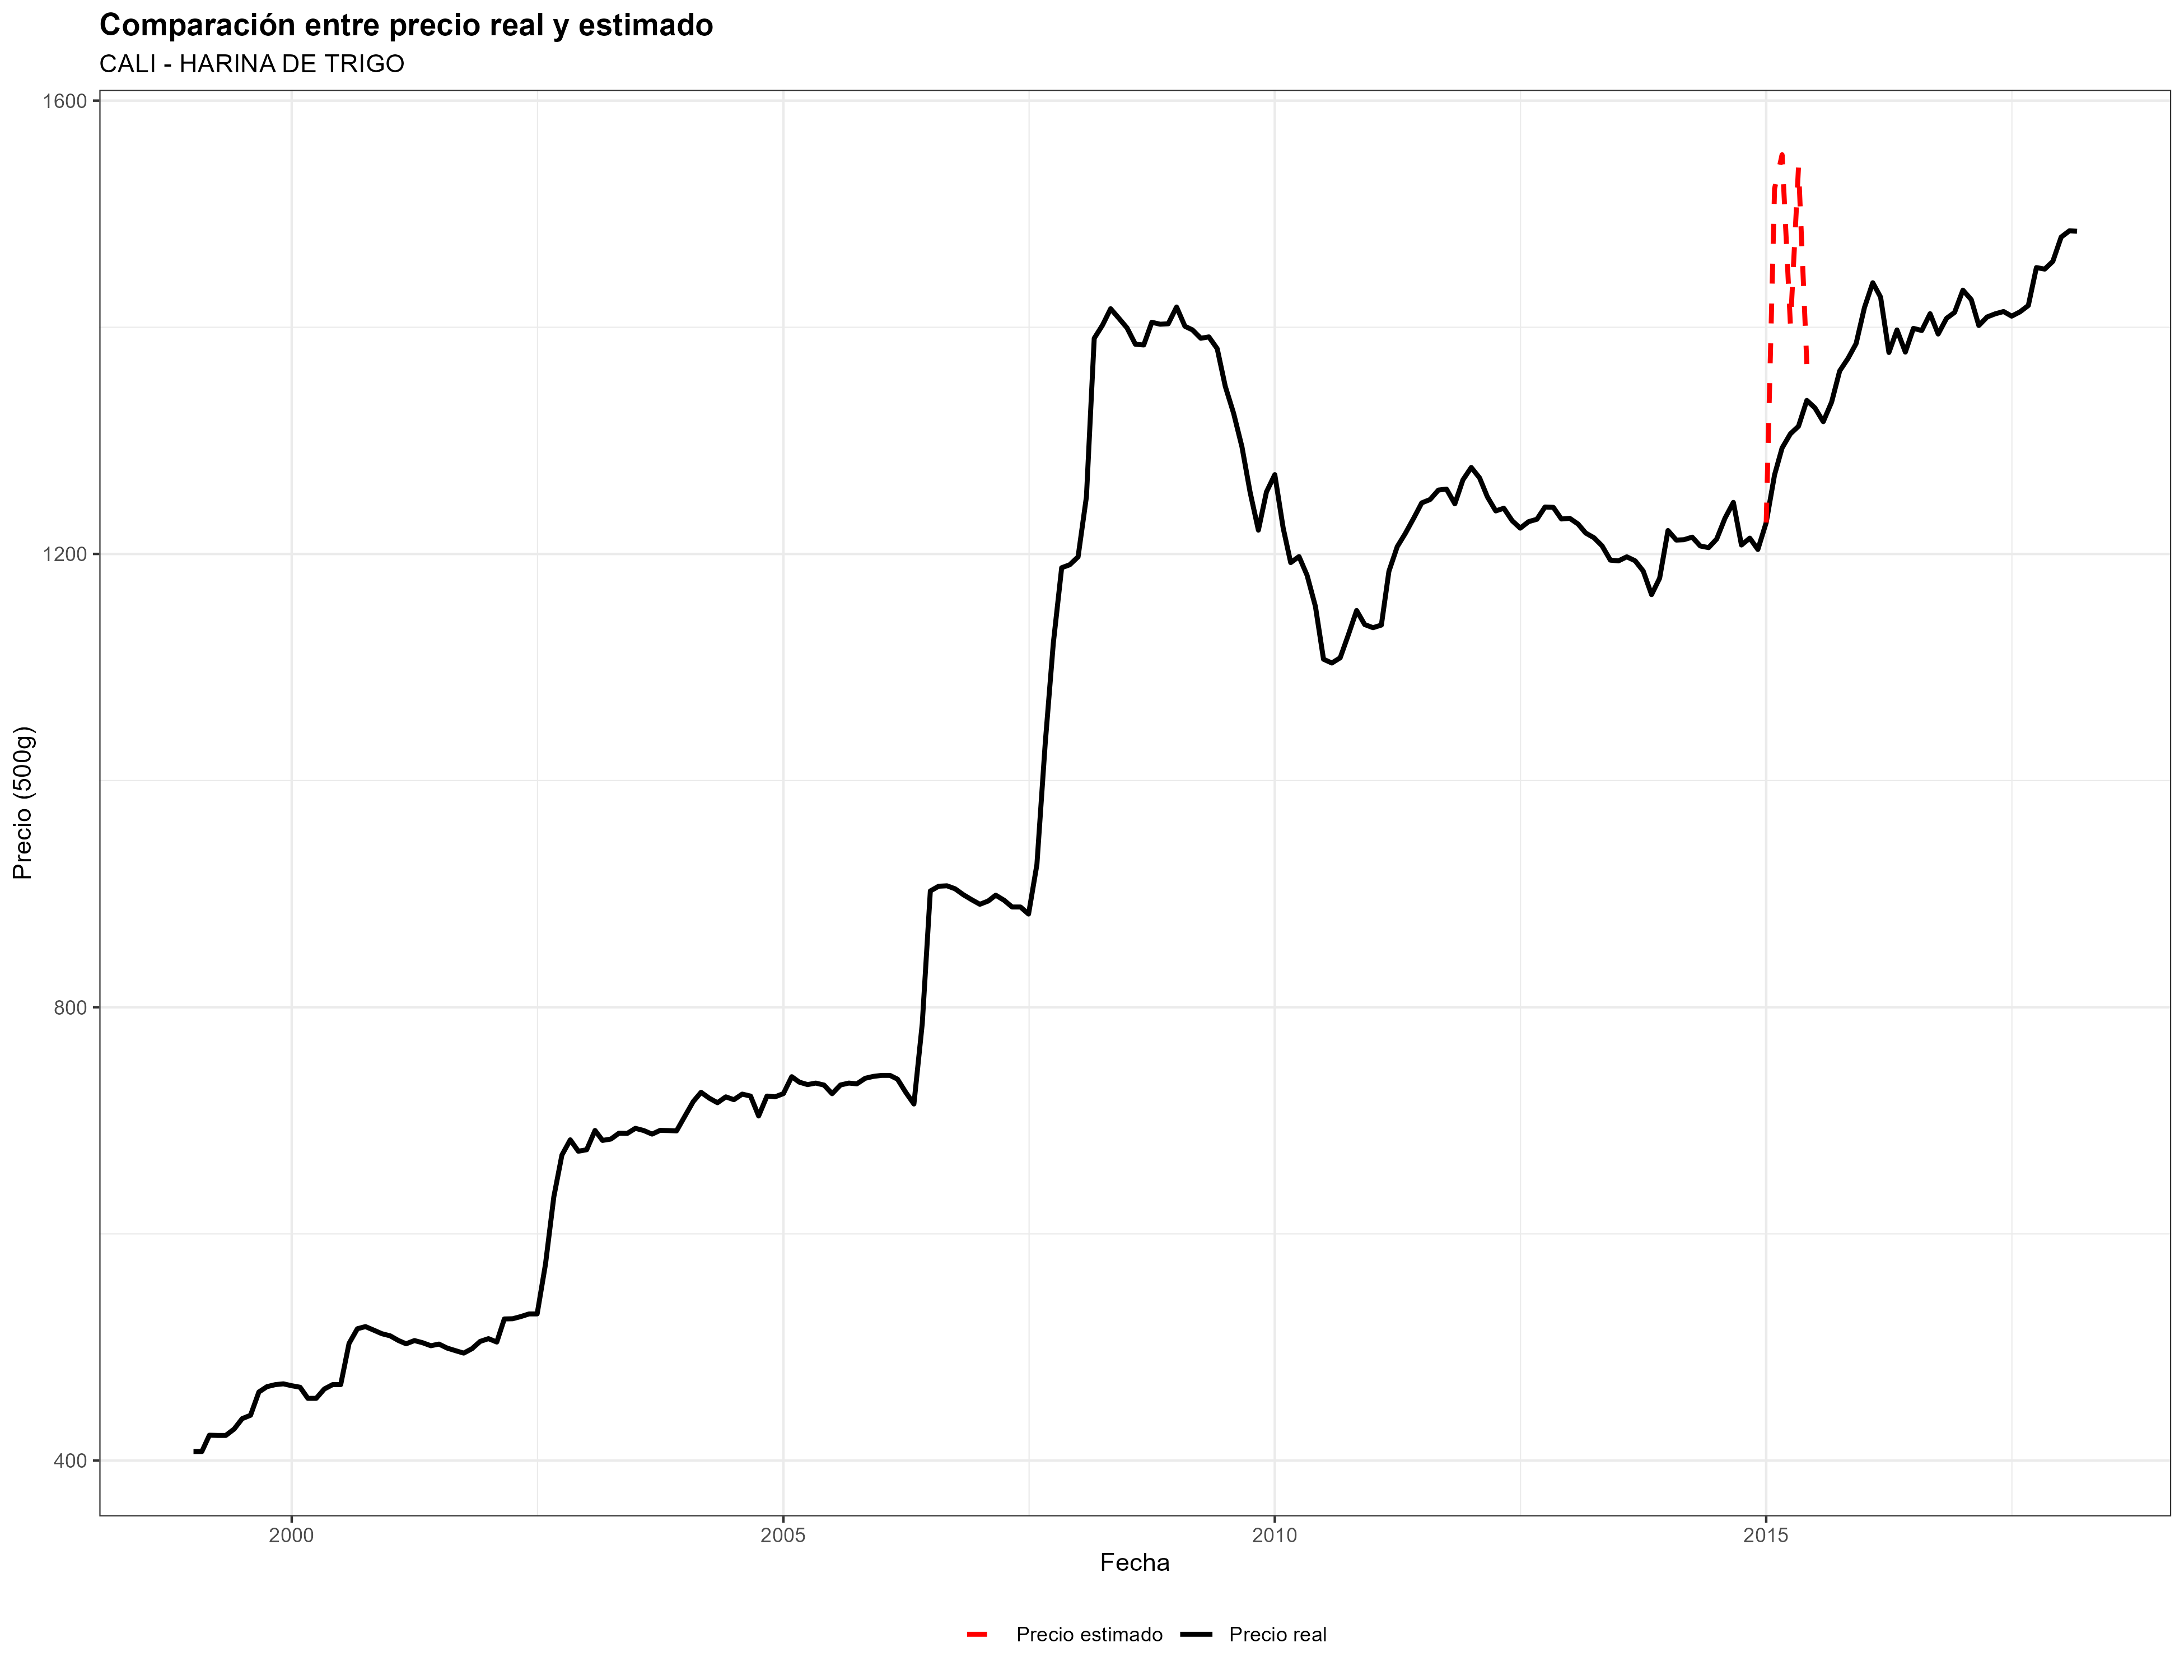 Comparación entre precio real y estimado
CALI - HARINA DE TRIGO
1600
1200
800
400
Precio (500g)
2000 2005 2010 2015
Fecha
Precio estimado Precio real